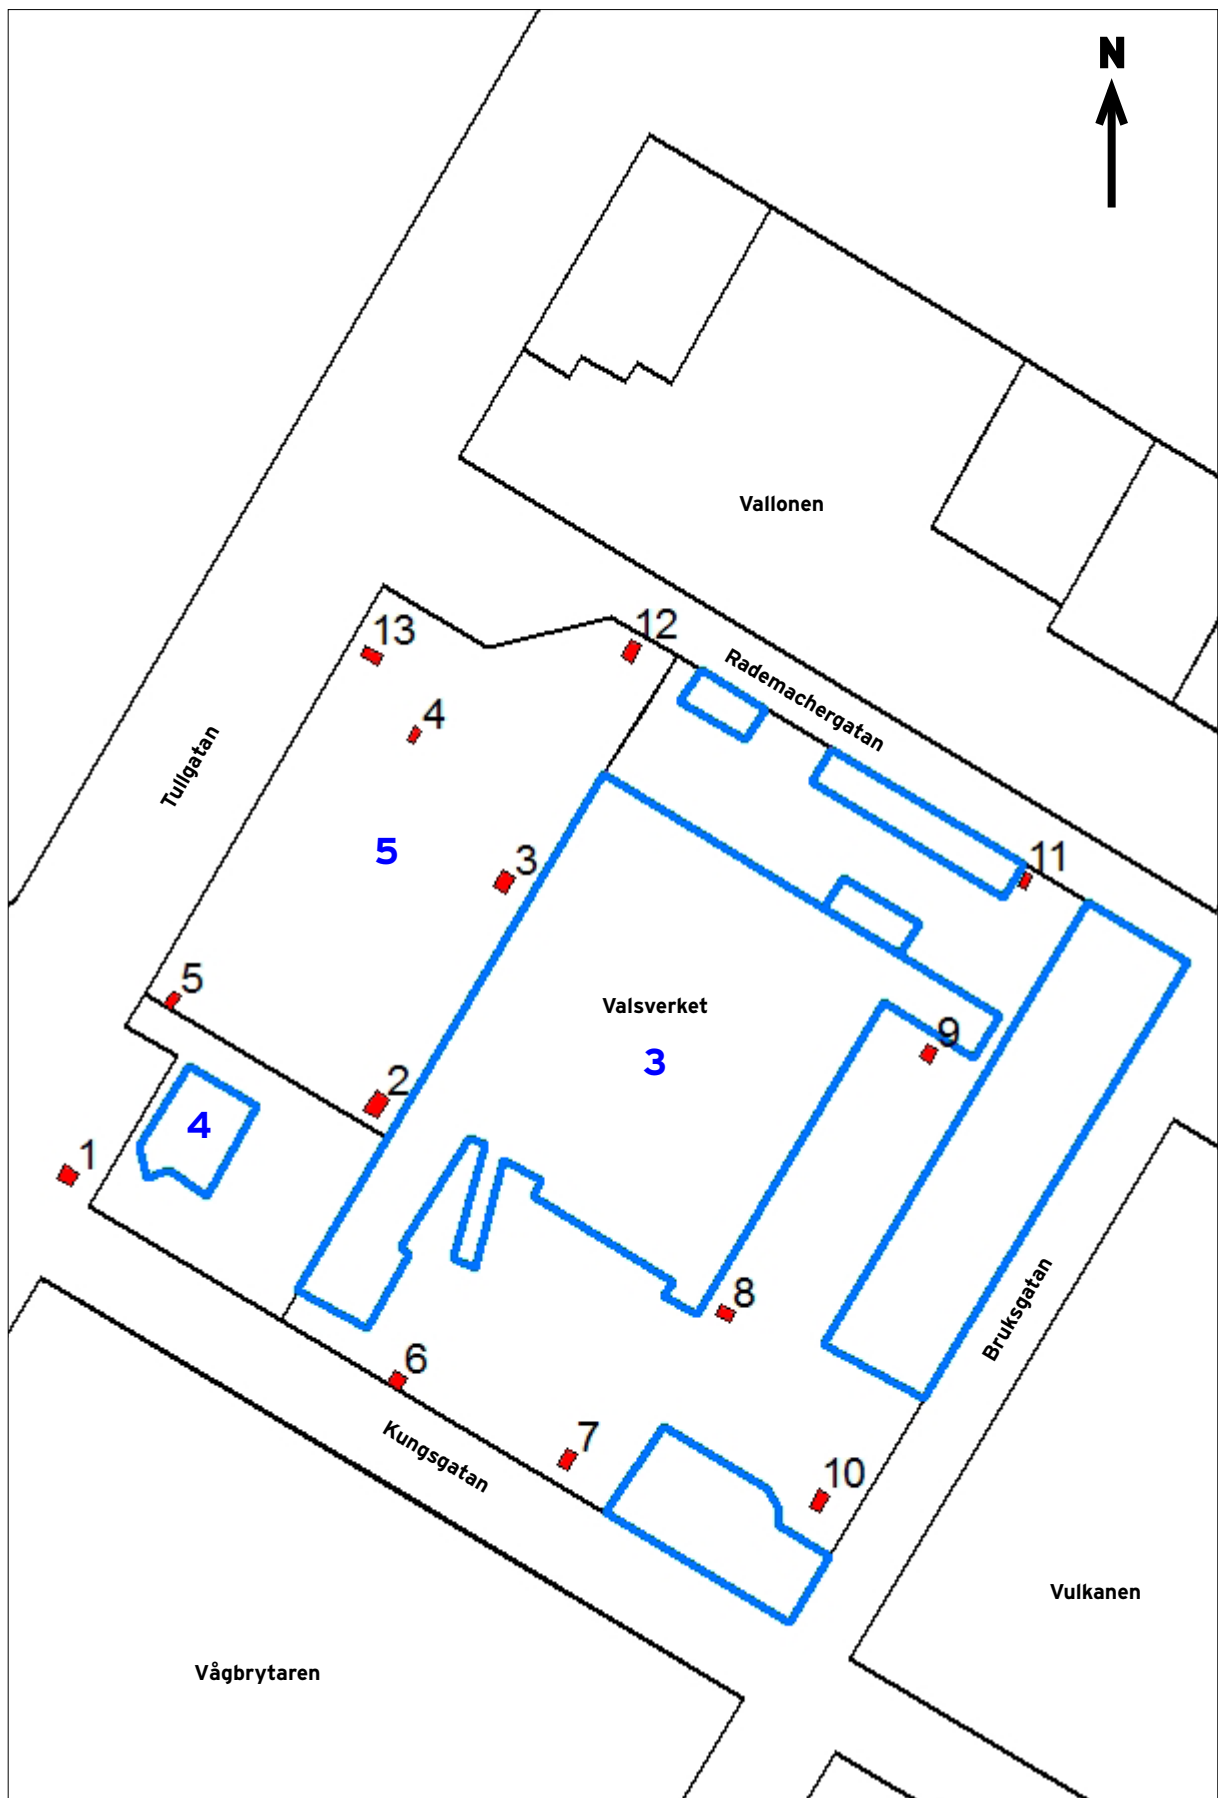 N
Vallonen
12
13
Rademachergatan
4
Tullgatan
5
3
11
5
Valsverket
9
3
2
4
1
Bruksgatan
8
6
Kungsgatan
7
10
Vulkanen
Vågbrytaren